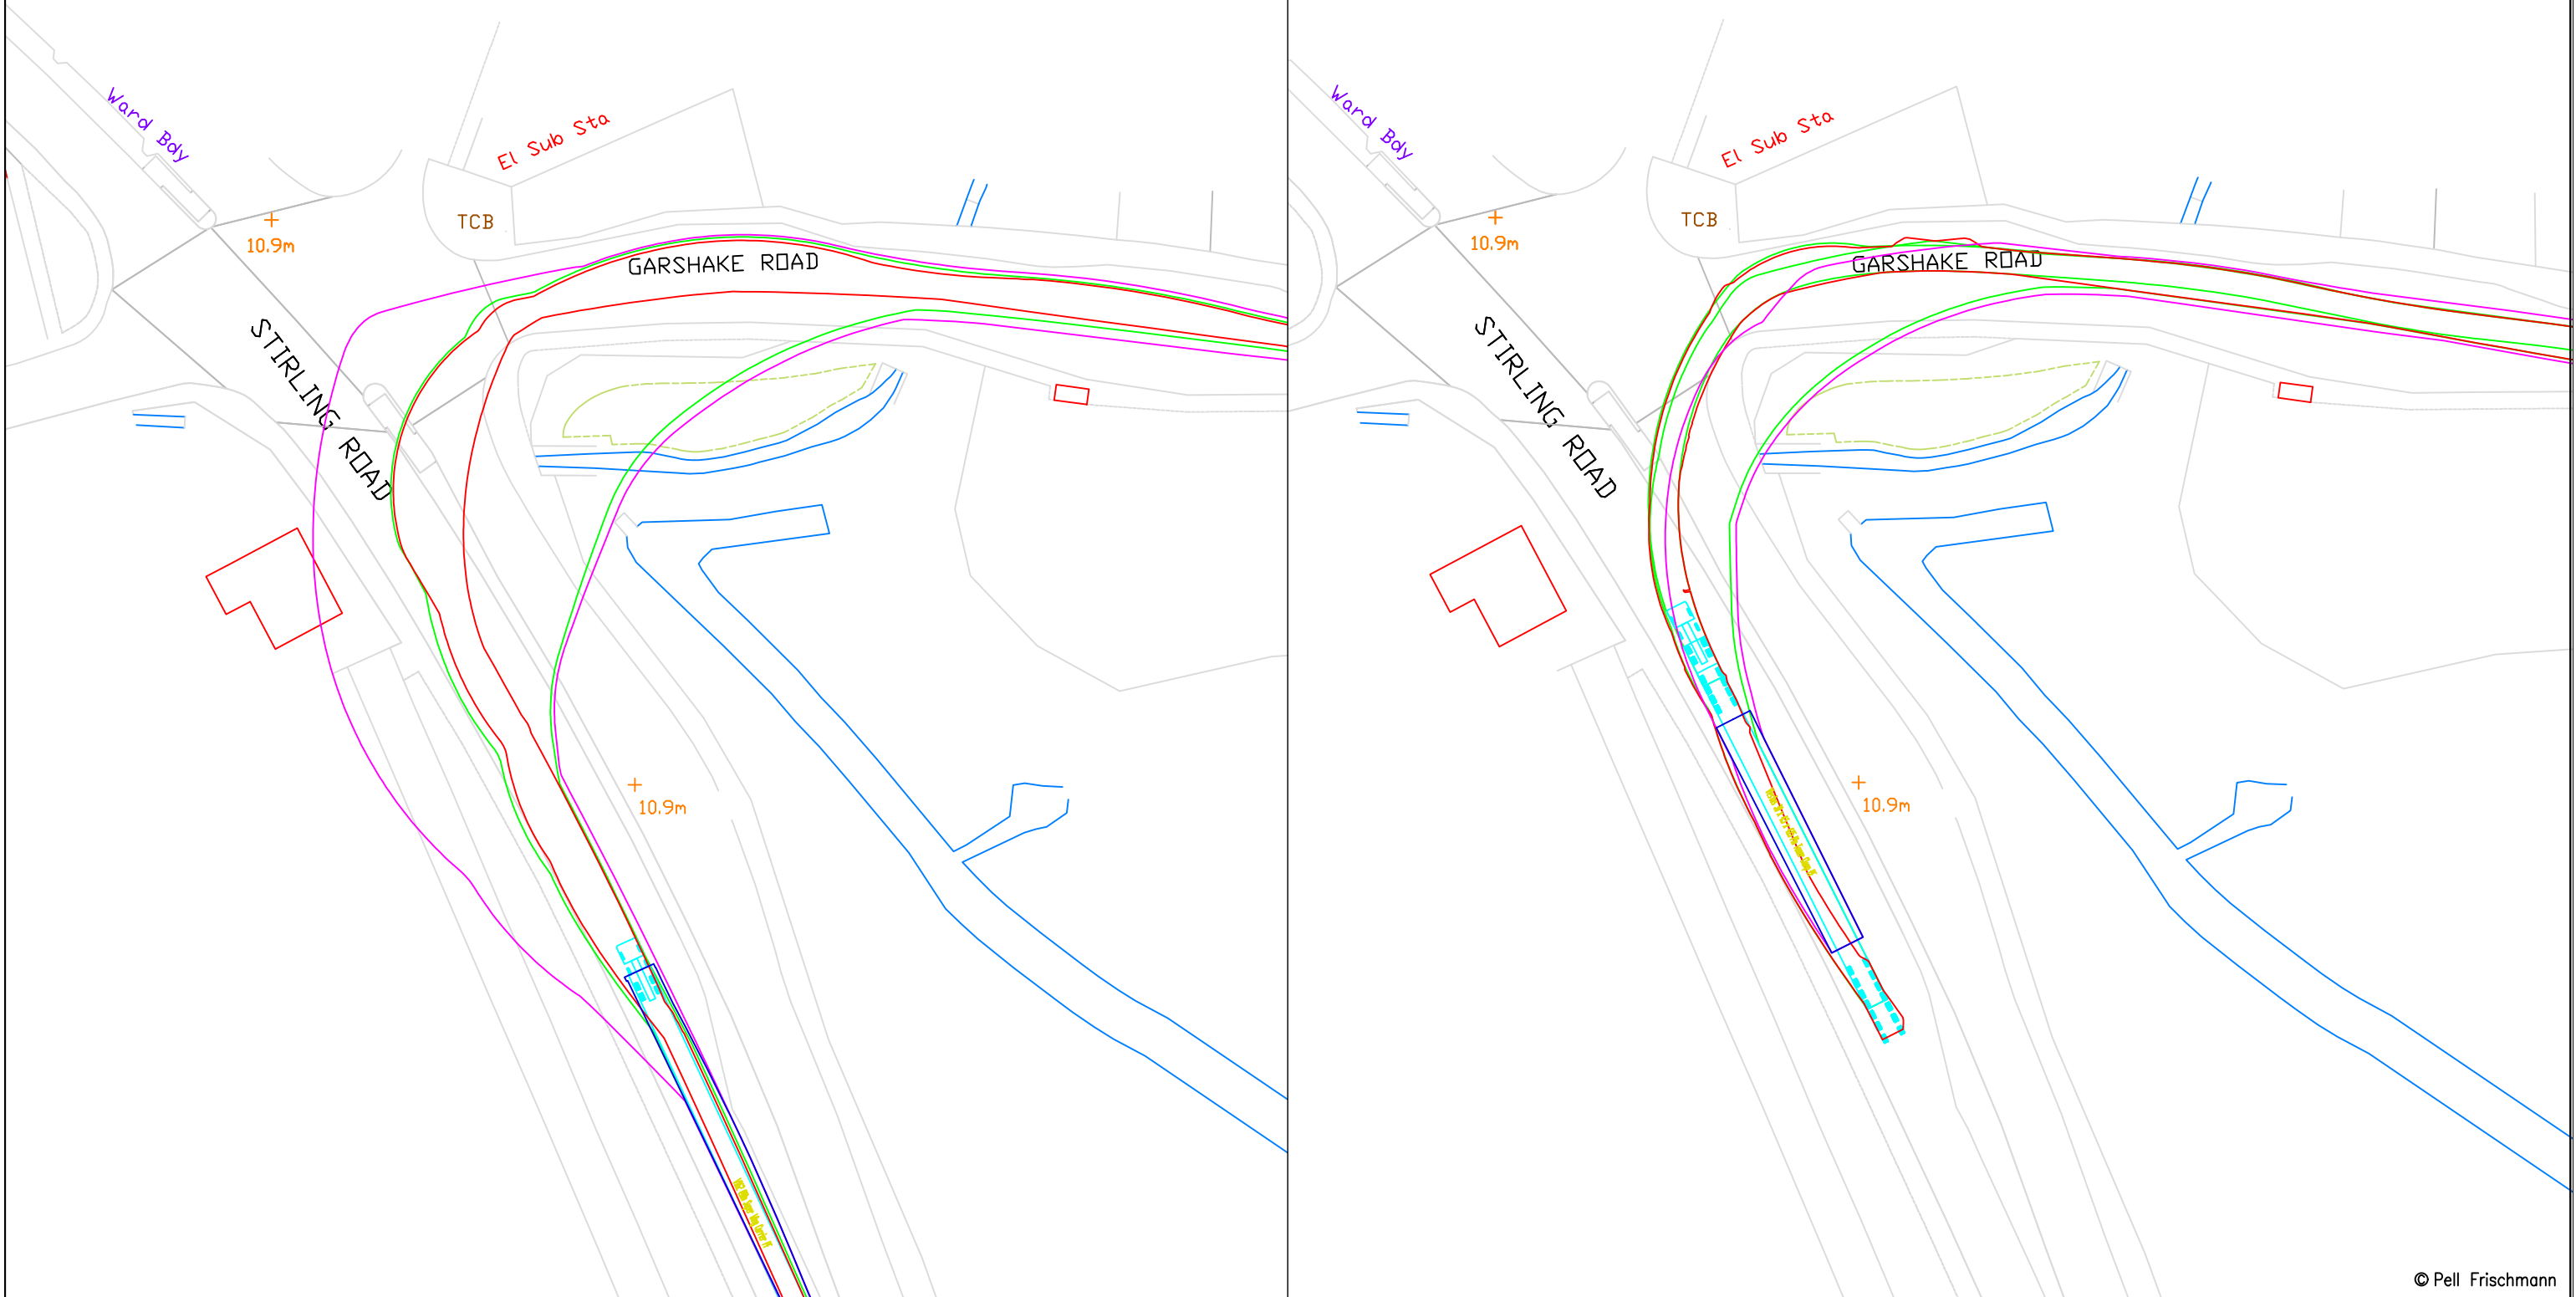 Ward Bdy
El Sub Sta
TCB
10.9m
GARSHAKE ROAD
STIRLING ROAD
10.9m
Ward Bdy
El Sub Sta
TCB
10.9m
GARSHAKE ROAD
STIRLING ROAD
10.9m
© Pell Frischmann